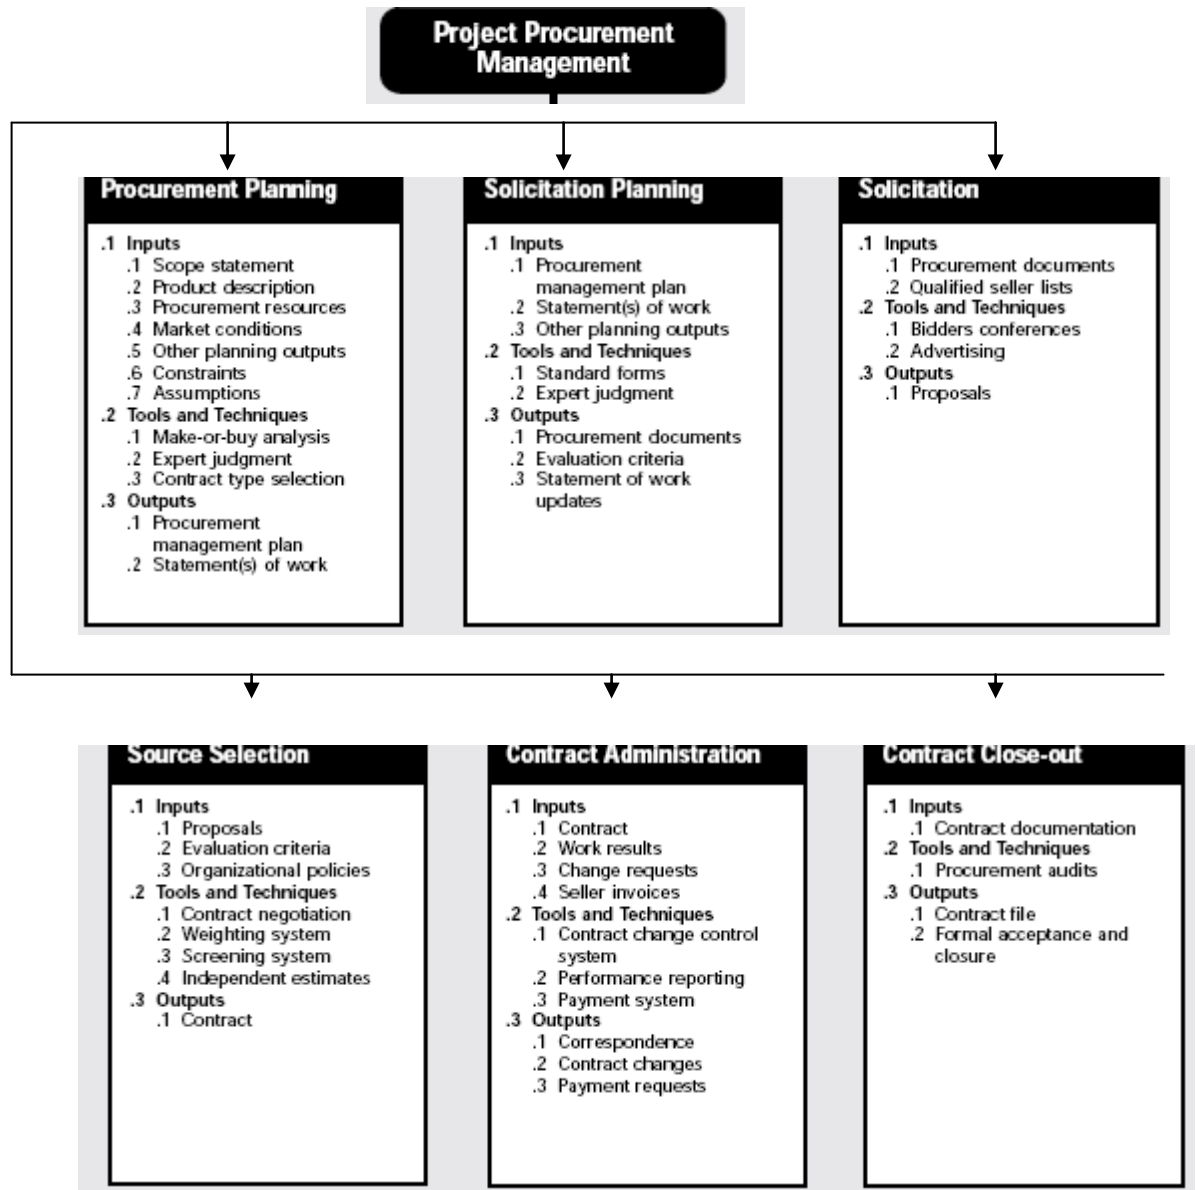 Project Procurement
Management
Procurement Planning
.1 Inputs
.1 Scope statement
.2 Product description
.3 Procurement resources
.4 Market conditions
.5 Other planning outputs
.6 Constraints
.7 Assumptions
.2 Tools and Techniques
.1 Make-or-buy analysis
.2 Expert judgment
.3 Contract type selection
.3 Outputs
.1 Procurement
management plan
.2 Statement(s) of work
Solicitation Planning
.1 Inputs
.1 Procurement
management plan
.2 Statement(s) of work
.3 Other planning outputs
.2 Tools and Techniques
.1 Standard forms
.2 Expert judgment
.3 Outputs
.1 Procurement documents
.2 Evaluation criteria
.3 Statement of work
updates
Solicitation
.1 Inputs
.1 Procurement documents
.2 Qualified seller lists
.2 Tools and Techniques
.1 Bidders conferences
.2 Advertising
.3 Outputs
.1 Proposals
Source Selection
.1 Inputs
.1 Proposals
.2 Evaluation criteria
.3 Organizational policies
.2 Tools and Techniques
.1 Contract negotiation
.2 Weighting system
.3 Screening system
.4 Independent estimates
.3 Outputs
.1 Contract
Contract Administration
.1 Inputs
.1 Contract
.2 Work results
.3 Change requests
.4 Seller invoices
.2 Tools and Techniques
.1 Contract change control
system
.2 Performance reporting
.3 Payment system
.3 Outputs
.1 Correspondence
.2 Contract changes
.3 Payment requests
Contract Close-out
.1 Inputs
.1 Contract documentation
.2 Tools and Techniques
.1 Procurement audits
.3 Outputs
.1 Contract file
.2 Formal acceptance and
closure